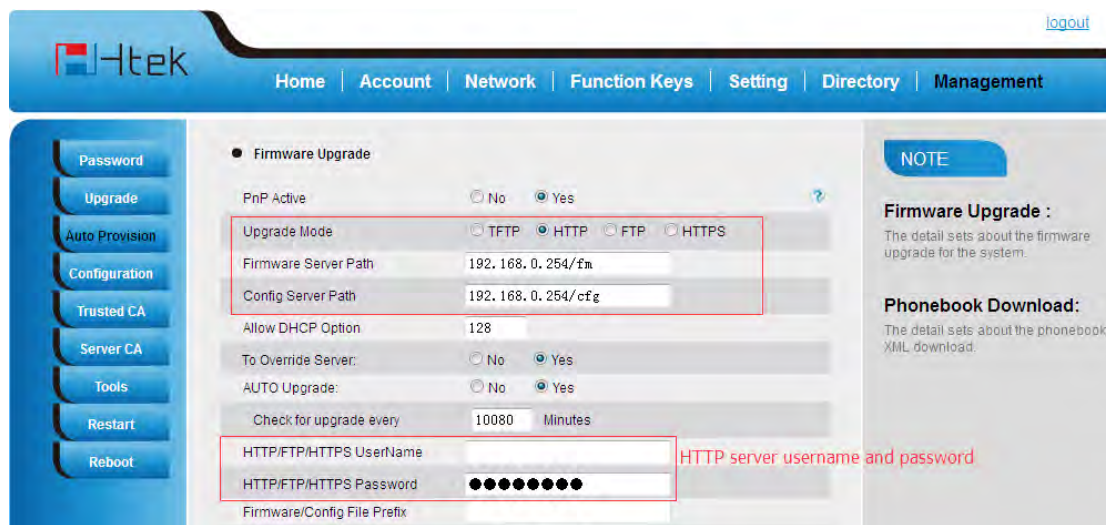 logout
Htek
Home | Account | Network | Function Keys | Setting | Directory | Management
Password
Upgrade
Auto Provision
Configuration
Trusted CA
Server CA
Tools
Restart
Reboot
Firmware Upgrade
PnP Active No Yes ?
Upgrade Mode TFTP HTTP FTP HTTPS
Firmware Server Path 192.168.0.254/fm
Config Server Path 192.168.0.254/cfg
Allow DHCP Option 128
To Override Server: No Yes
AUTO Upgrade: No Yes
Check for upgrade every 10080 Minutes
HTTP/FTP/HTTPS UserName
HTTP/FTP/HTTPS Password ●●●●●●●●
HTTP server username and password
Firmware/Config File Prefix
NOTE
Firmware Upgrade :
The detail sets about the firmware
upgrade for the system.
Phonebook Download:
The detail sets about the phonebook
XML download.